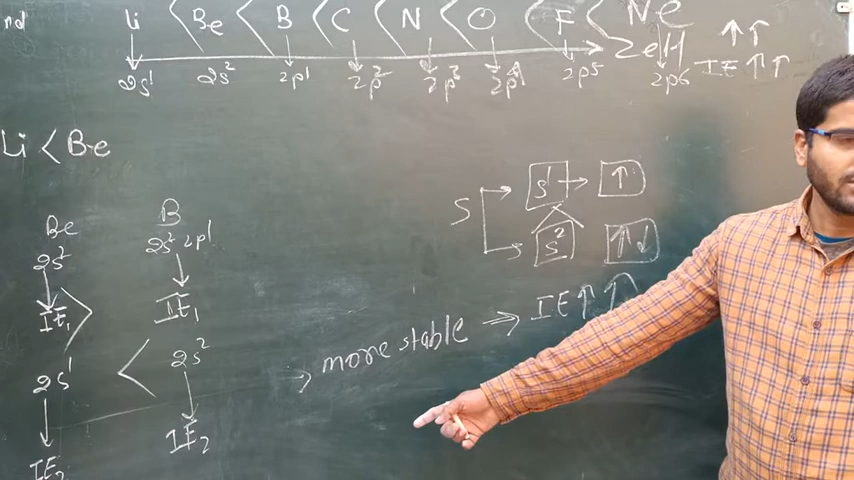 nd Li < Be < B < C < N < O < F < Ne
Zeff ↑↑
2s¹ 2s² 2p¹ 2p² 2p³ 2p⁴ 2p⁵ 2p6 IE ↑↑
Li < Be
S → s¹ → ↑
s² ↑↓
Be B
2s² 2s² 2p¹
IE₁ > IE₁
→ more stable ⇒ IE ↑↑
2s¹ < 2s²
IE₂ IE₂